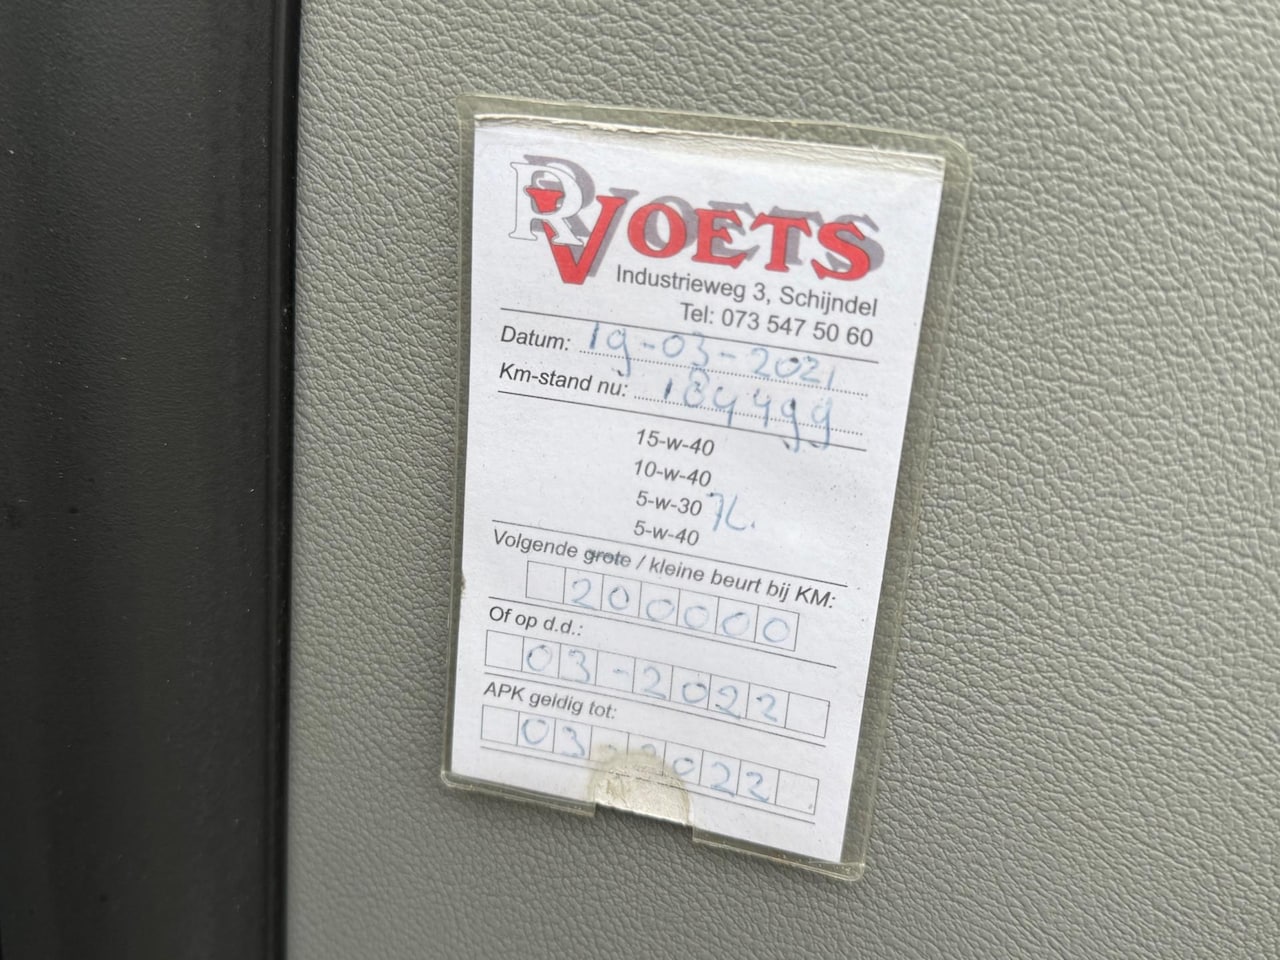 RVOETS
Industrieweg 3, Schijndel
Tel: 073 547 50 60
Datum: 19-03-2021
Km-stand nu: 184499
15-w-40
10-w-40
5-w-30 7L.
5-w-40
Volgende grote / kleine beurt bij KM:
200000
Of op d.d.:
03-2022
APK geldig tot:
03-2022